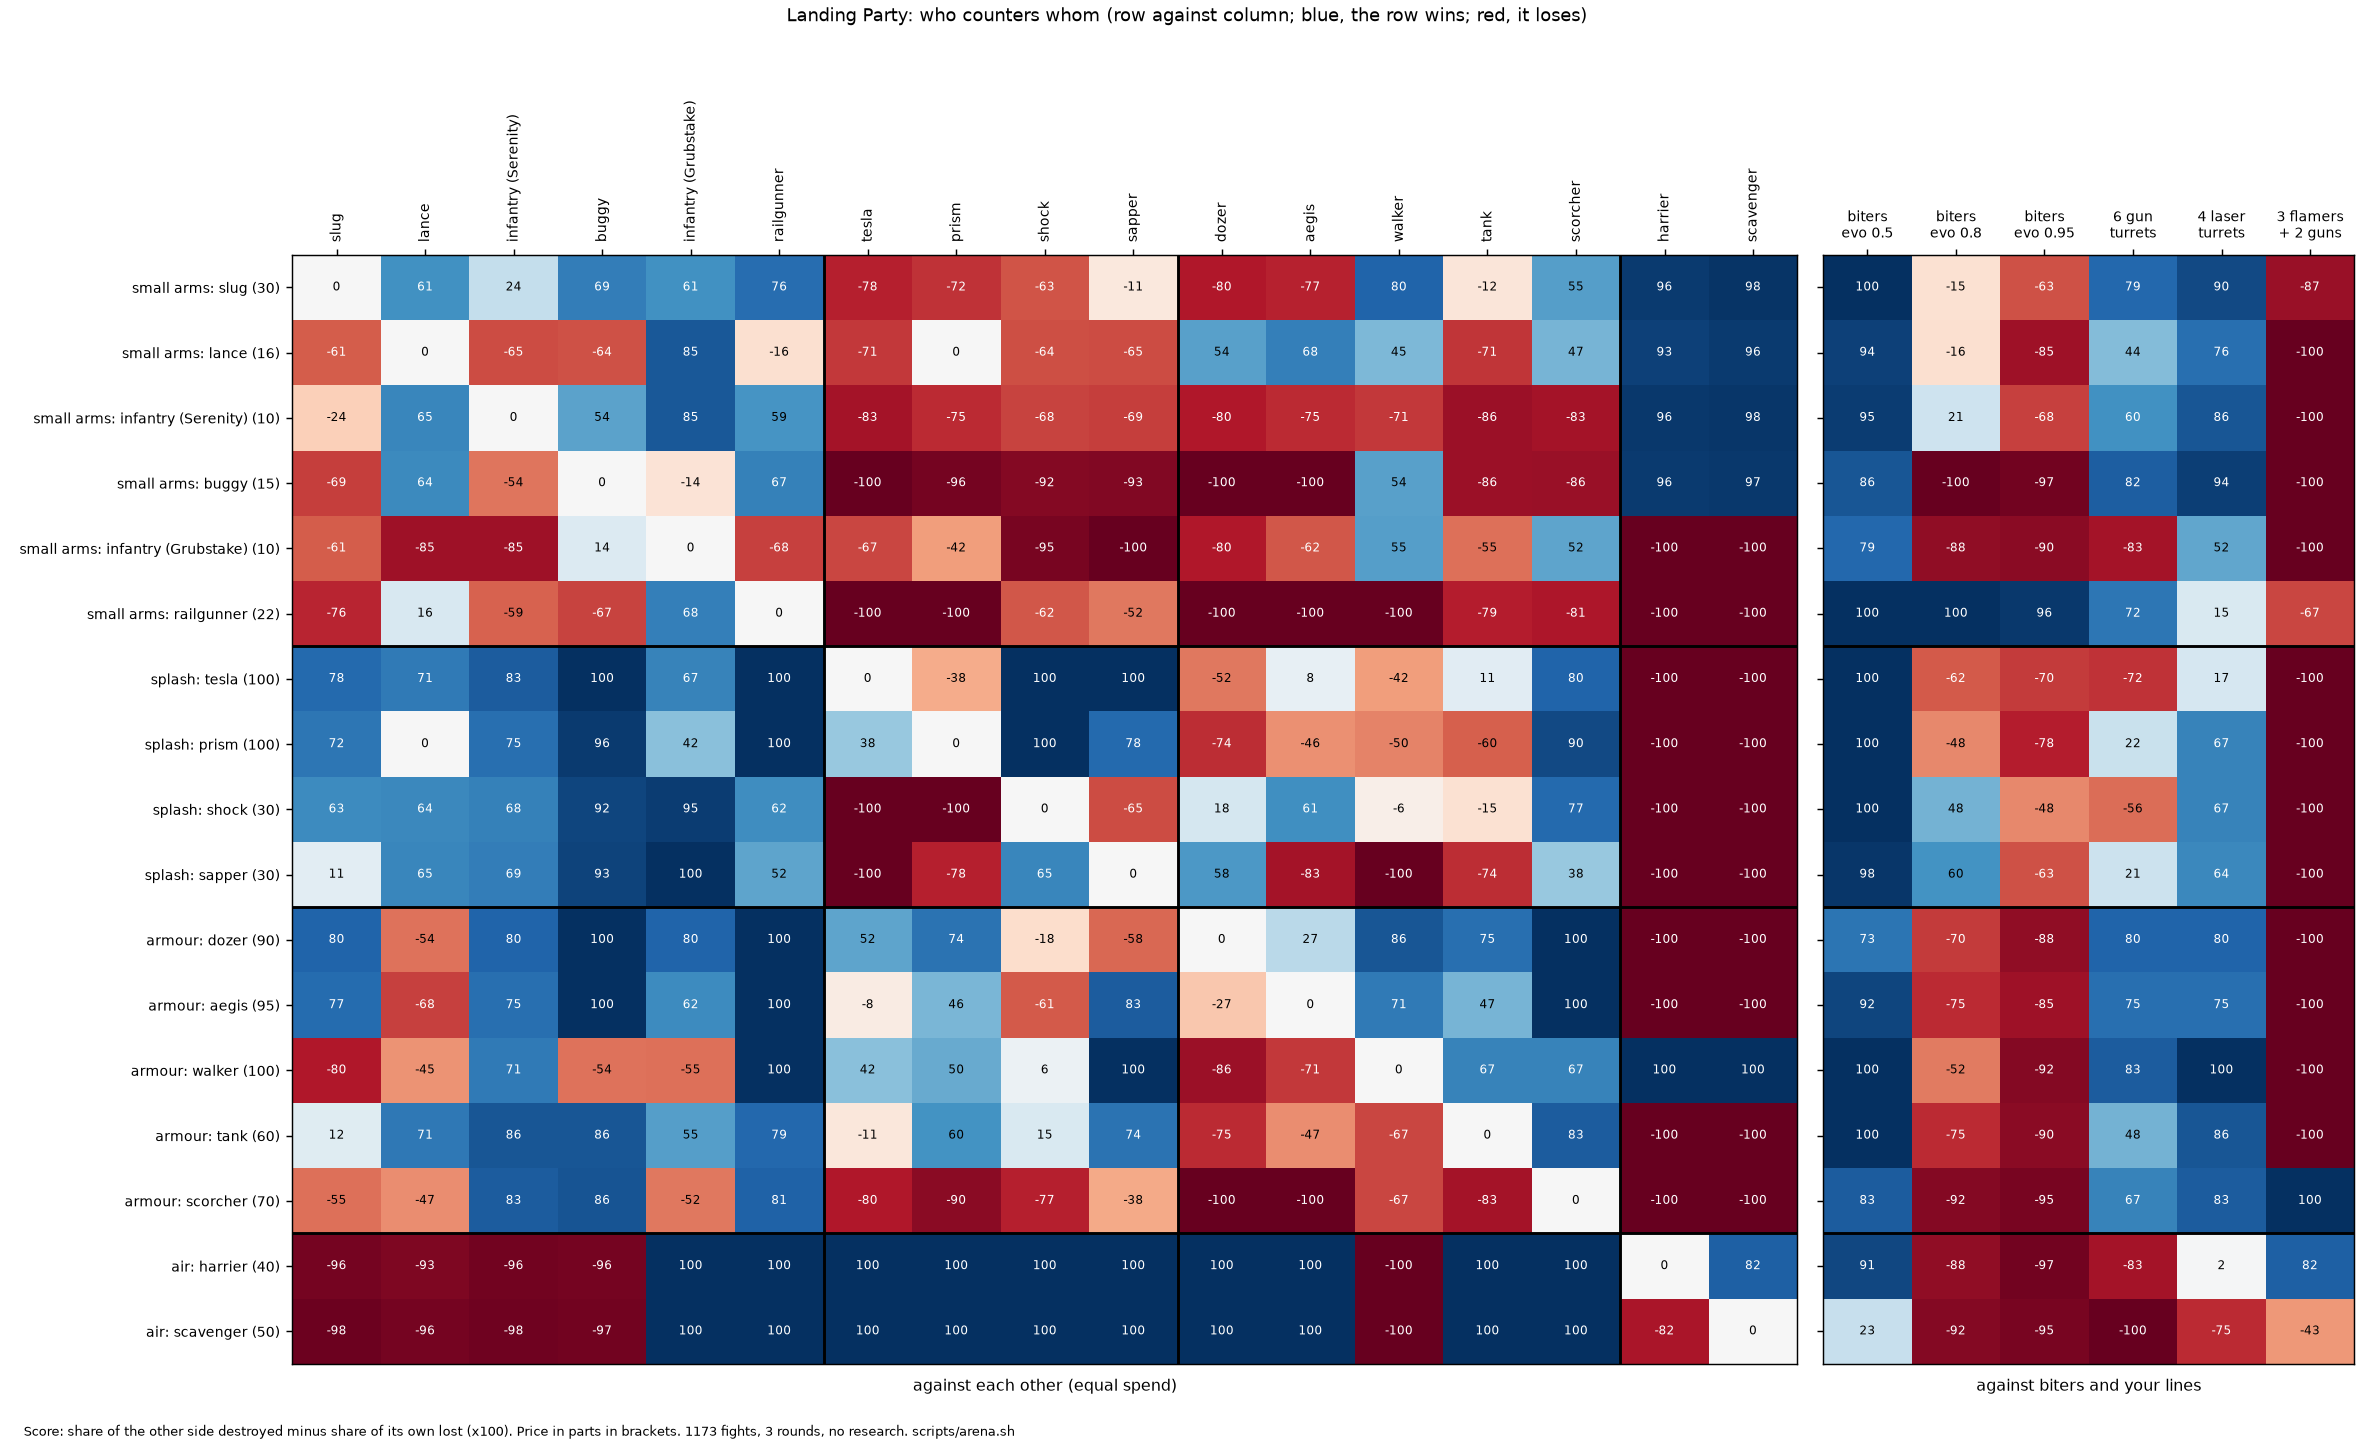 Landing Party: who counters whom (row against column; blue, the row wins; red, it loses)
slug lance infantry (Serenity) buggy infantry (Grubstake) railgunner tesla prism shock sapper dozer aegis walker tank scorcher harrier scavenger
biters evo 0.5 biters evo 0.8 biters evo 0.95 6 gun turrets 4 laser turrets 3 flamers + 2 guns
small arms: slug (30) 0 61 24 69 61 76 -78 -72 -63 -11 -80 -77 80 -12 55 96 98 100 -15 -63 79 90 -87
small arms: lance (16) -61 0 -65 -64 85 -16 -71 0 -64 -65 54 68 45 -71 47 93 96 94 -16 -85 44 76 -100
small arms: infantry (Serenity) (10) -24 65 0 54 85 59 -83 -75 -68 -69 -80 -75 -71 -86 -83 96 98 95 21 -68 60 86 -100
small arms: buggy (15) -69 64 -54 0 -14 67 -100 -96 -92 -93 -100 -100 54 -86 -86 96 97 86 -100 -97 82 94 -100
small arms: infantry (Grubstake) (10) -61 -85 -85 14 0 -68 -67 -42 -95 -100 -80 -62 55 -55 52 -100 -100 79 -88 -90 -83 52 -100
small arms: railgunner (22) -76 16 -59 -67 68 0 -100 -100 -62 -52 -100 -100 -100 -79 -81 -100 -100 100 100 96 72 15 -67
splash: tesla (100) 78 71 83 100 67 100 0 -38 100 100 -52 8 -42 11 80 -100 -100 100 -62 -70 -72 17 -100
splash: prism (100) 72 0 75 96 42 100 38 0 100 78 -74 -46 -50 -60 90 -100 -100 100 -48 -78 22 67 -100
splash: shock (30) 63 64 68 92 95 62 -100 -100 0 -65 18 61 -6 -15 77 -100 -100 100 48 -48 -56 67 -100
splash: sapper (30) 11 65 69 93 100 52 -100 -78 65 0 58 -83 -100 -74 38 -100 -100 98 60 -63 21 64 -100
armour: dozer (90) 80 -54 80 100 80 100 52 74 -18 -58 0 27 86 75 100 -100 -100 73 -70 -88 80 80 -100
armour: aegis (95) 77 -68 75 100 62 100 -8 46 -61 83 -27 0 71 47 100 -100 -100 92 -75 -85 75 75 -100
armour: walker (100) -80 -45 71 -54 -55 100 42 50 6 100 -86 -71 0 67 67 100 100 100 -52 -92 83 100 -100
armour: tank (60) 12 71 86 86 55 79 -11 60 15 74 -75 -47 -67 0 83 -100 -100 100 -75 -90 48 86 -100
armour: scorcher (70) -55 -47 83 86 -52 81 -80 -90 -77 -38 -100 -100 -67 -83 0 -100 -100 83 -92 -95 67 83 100
air: harrier (40) -96 -93 -96 -96 100 100 100 100 100 100 100 100 -100 100 100 0 82 91 -88 -97 -83 2 82
air: scavenger (50) -98 -96 -98 -97 100 100 100 100 100 100 100 100 -100 100 100 -82 0 23 -92 -95 -100 -75 -43
against each other (equal spend)
against biters and your lines
Score: share of the other side destroyed minus share of its own lost (x100). Price in parts in brackets. 1173 fights, 3 rounds, no research. scripts/arena.sh